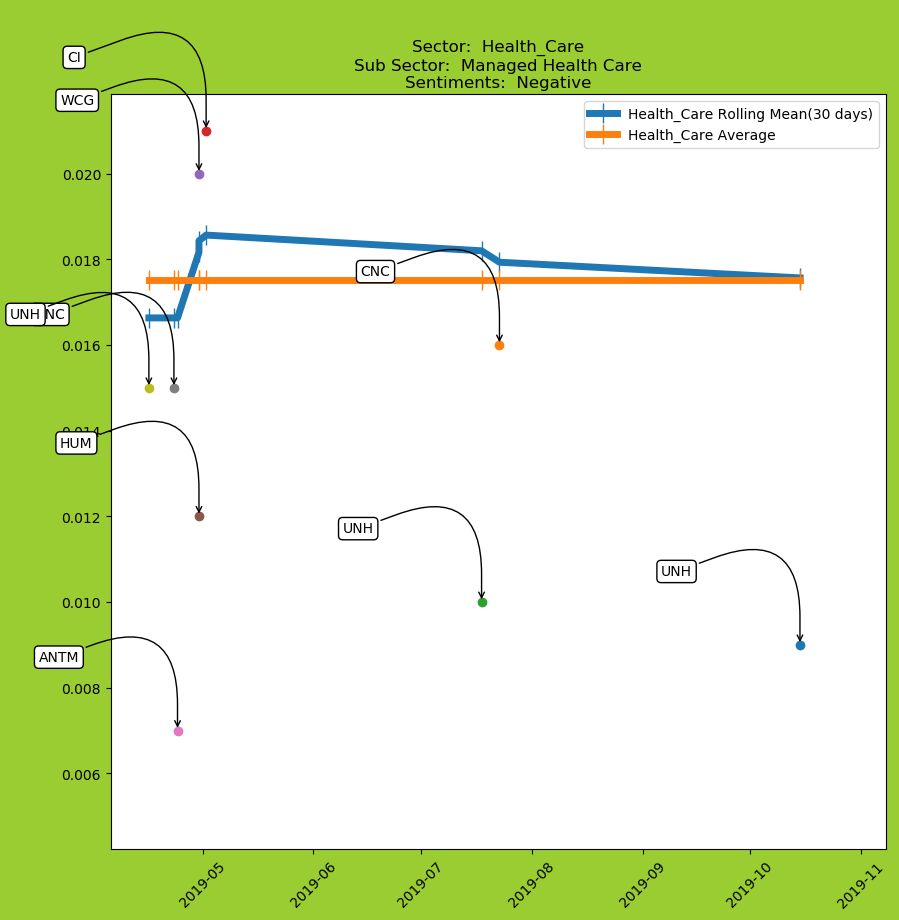 Sector: Health_Care
Sub Sector: Managed Health Care
Sentiments: Negative
Health_Care Rolling Mean(30 days)
Health_Care Average
CI
WCG
0.020
0.018
CNC
UNH
NC
0.016
HUM
0.012
UNH
UNH
0.010
ANTM
0.008
0.006
2019-05
2019-06
2019-07
2019-08
2019-09
2019-10
2019-11